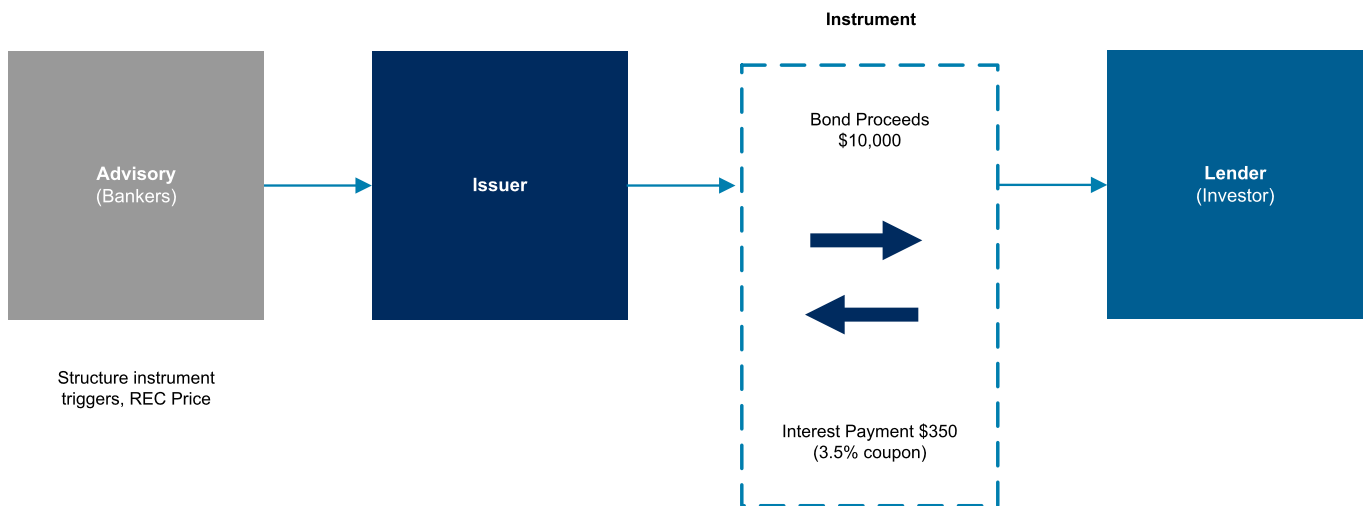 Instrument
Advisory
(Bankers)
Issuer
Bond Proceeds
$10,000
Lender
(Investor)
Structure instrument
triggers, REC Price
Interest Payment $350
(3.5% coupon)